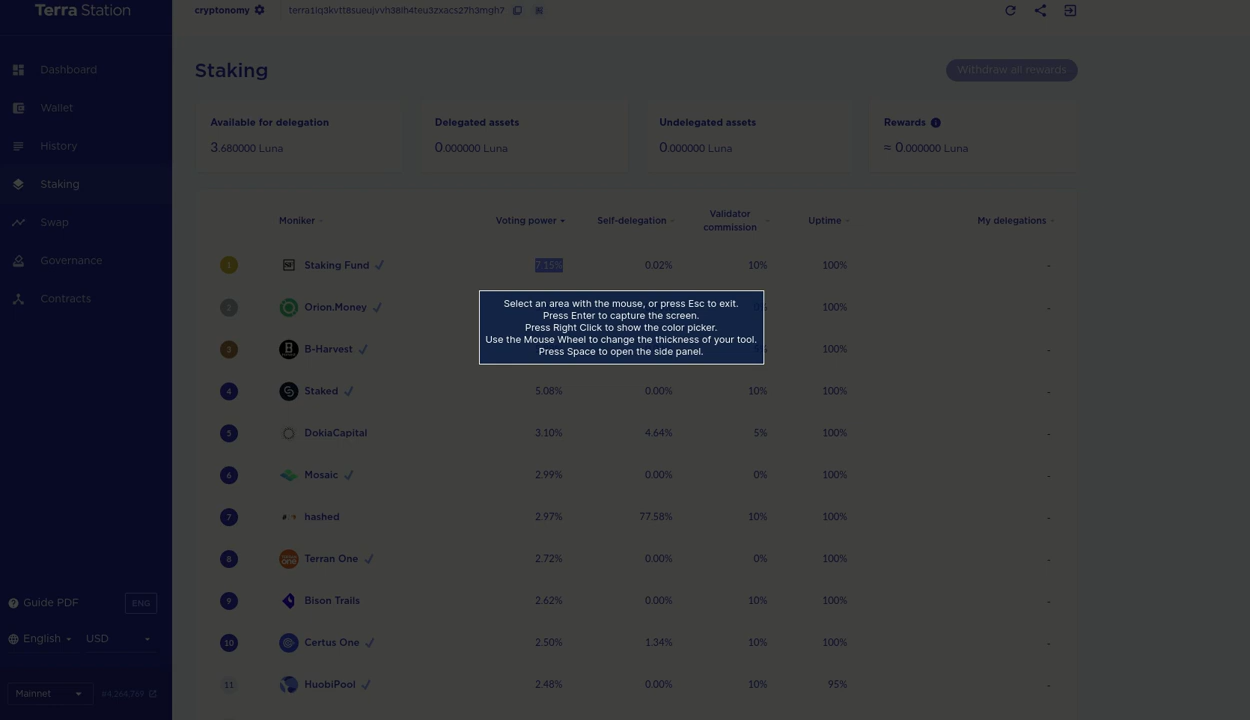 Terra Station
Dashboard
Wallet
History
Staking
Swap
Governance
Contracts
Guide PDF ENG
English USD
Mainnet #4,264,769
cryptonomy
Staking
Withdraw all rewards
Available for delegation
3.680000 Luna
Delegated assets
0.000000 Luna
Undelegated assets
0.000000 Luna
Rewards
≈ 0.000000 Luna
Moniker Voting power Self-delegation Validator commission Uptime My delegations
1 Staking Fund 7.15% 0.02% 10% 100% -
2 Orion.Money 100% -
3 B-Harvest 100% -
Select an area with the mouse, or press Esc to exit.
Press Enter to capture the screen.
Press Right Click to show the color picker.
Use the Mouse Wheel to change the thickness of your tool.
Press Space to open the side panel.
4 Staked 5.08% 0.00% 10% 100% -
5 DokiaCapital 3.10% 4.64% 5% 100% -
6 Mosaic 2.99% 0.00% 0% 100% -
7 hashed 2.97% 77.58% 10% 100% -
8 Terran One 2.72% 0.00% 0% 100% -
9 Bison Trails 2.62% 0.00% 10% 100% -
10 Certus One 2.50% 1.34% 10% 100% -
11 HuobiPool 2.48% 0.00% 10% 95% -